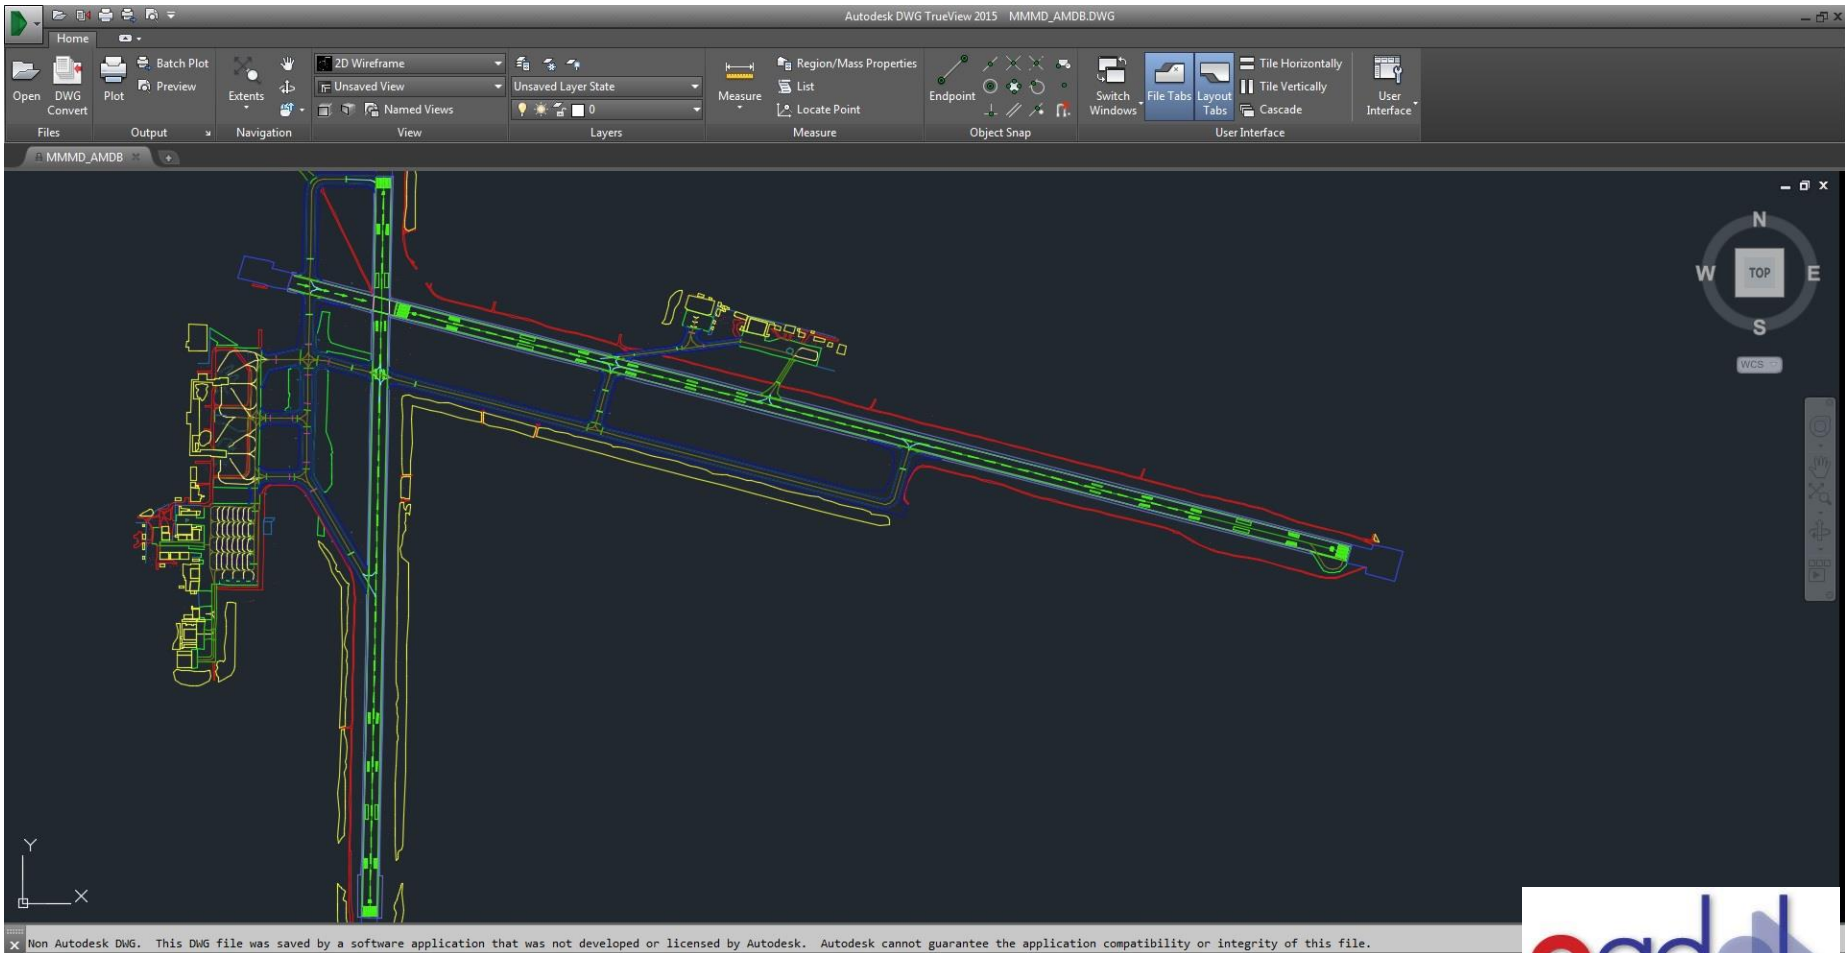 Autodesk DWG TrueView 2015 MMMD_AMDB.DWG
Home
Open
DWG Convert
Plot
Batch Plot
Preview
Extents
2D Wireframe
Unsaved View
Named Views
Unsaved Layer State
0
Measure
Region/Mass Properties
List
Locate Point
Endpoint
Switch Windows
File Tabs
Layout Tabs
Tile Horizontally
Tile Vertically
Cascade
User Interface
Files Output Navigation View Layers Measure Object Snap User Interface
MMMD_AMDB
N
W TOP E
S
WCS
Y
X
Non Autodesk DWG. This DWG file was saved by a software application that was not developed or licensed by Autodesk. Autodesk cannot guarantee the application compatibility or integrity of this file.